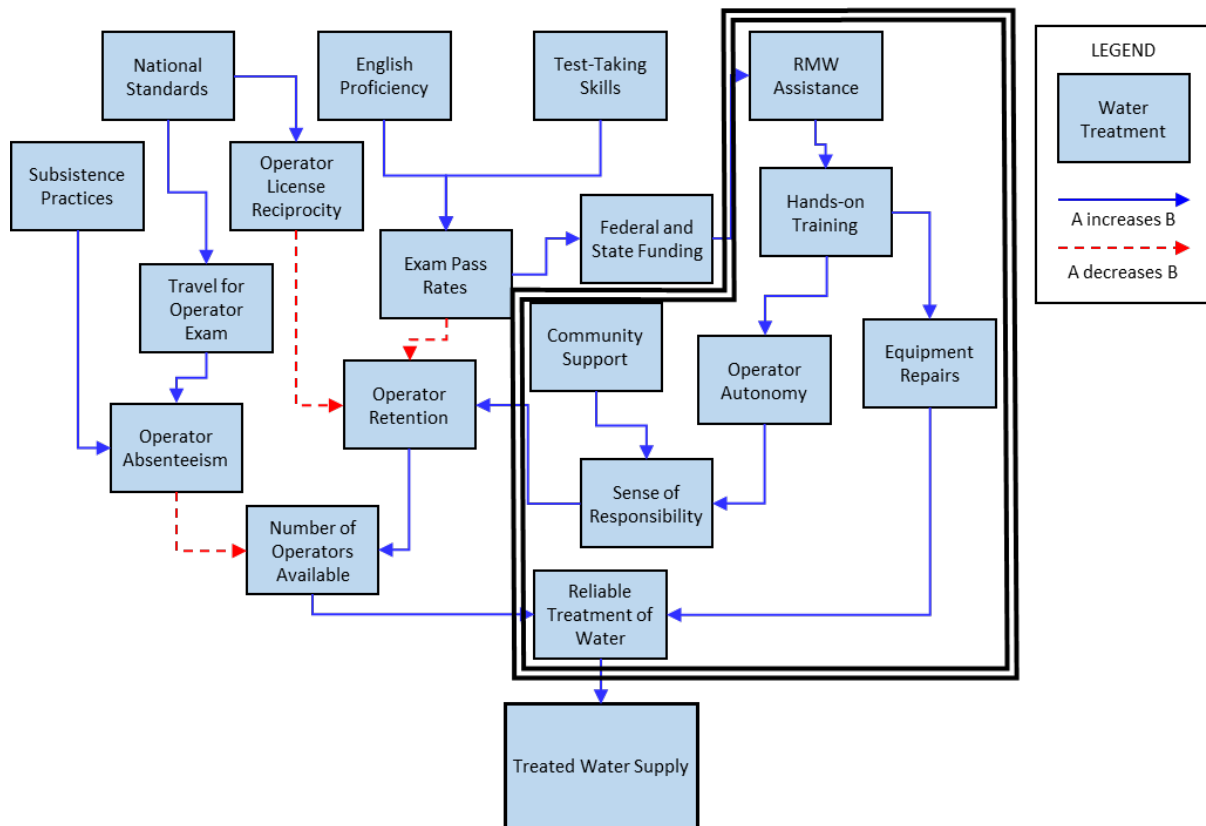 National
Standards
English
Proficiency
Test-Taking
Skills
RMW
Assistance
LEGEND
Water
Treatment
A increases B
A decreases B
Subsistence
Practices
Operator
License
Reciprocity
Hands-on
Training
Federal and
State Funding
Exam Pass
Rates
Travel for
Operator
Exam
Community
Support
Operator
Autonomy
Equipment
Repairs
Operator
Retention
Operator
Absenteeism
Sense of
Responsibility
Number of
Operators
Available
Reliable
Treatment of
Water
Treated Water Supply